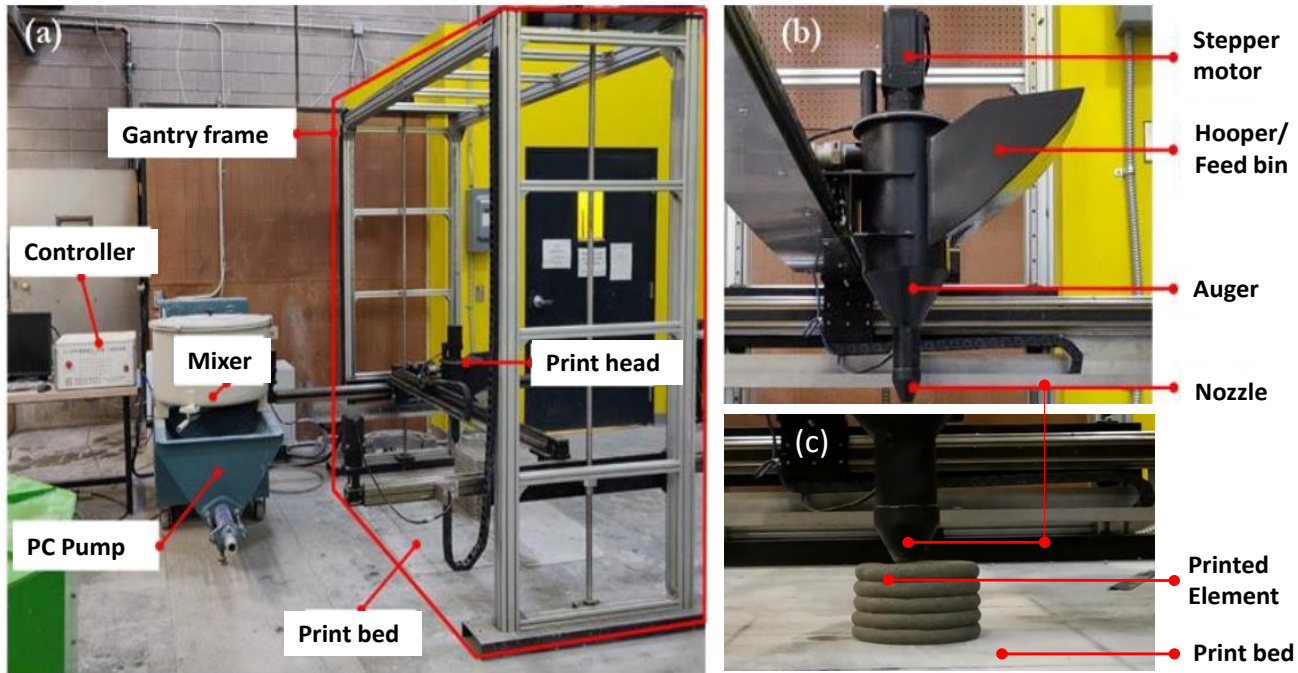 (a)
Gantry frame
Controller
Mixer
Print head
PC Pump
Print bed
(b)
Stepper
motor
Hooper/
Feed bin
Auger
Nozzle
(c)
Printed
Element
Print bed